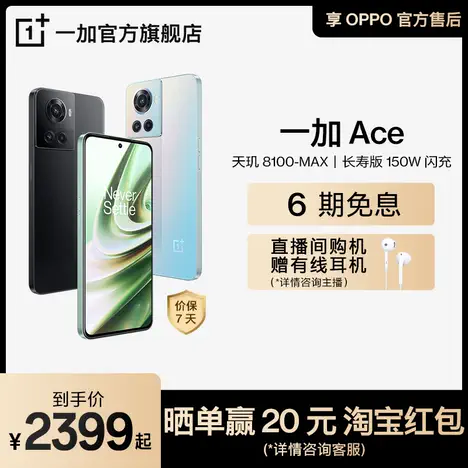 1+ 一加官方旗舰店
享 OPPO 官方售后
一加 Ace
天玑 8100-MAX｜长寿版 150W 闪充
6 期免息
直播间购机
赠有线耳机
(*详情咨询主播)
Never
Settle
价保
7天
到手价
¥2399起
晒单赢 20 元 淘宝红包
(*详情咨询客服)